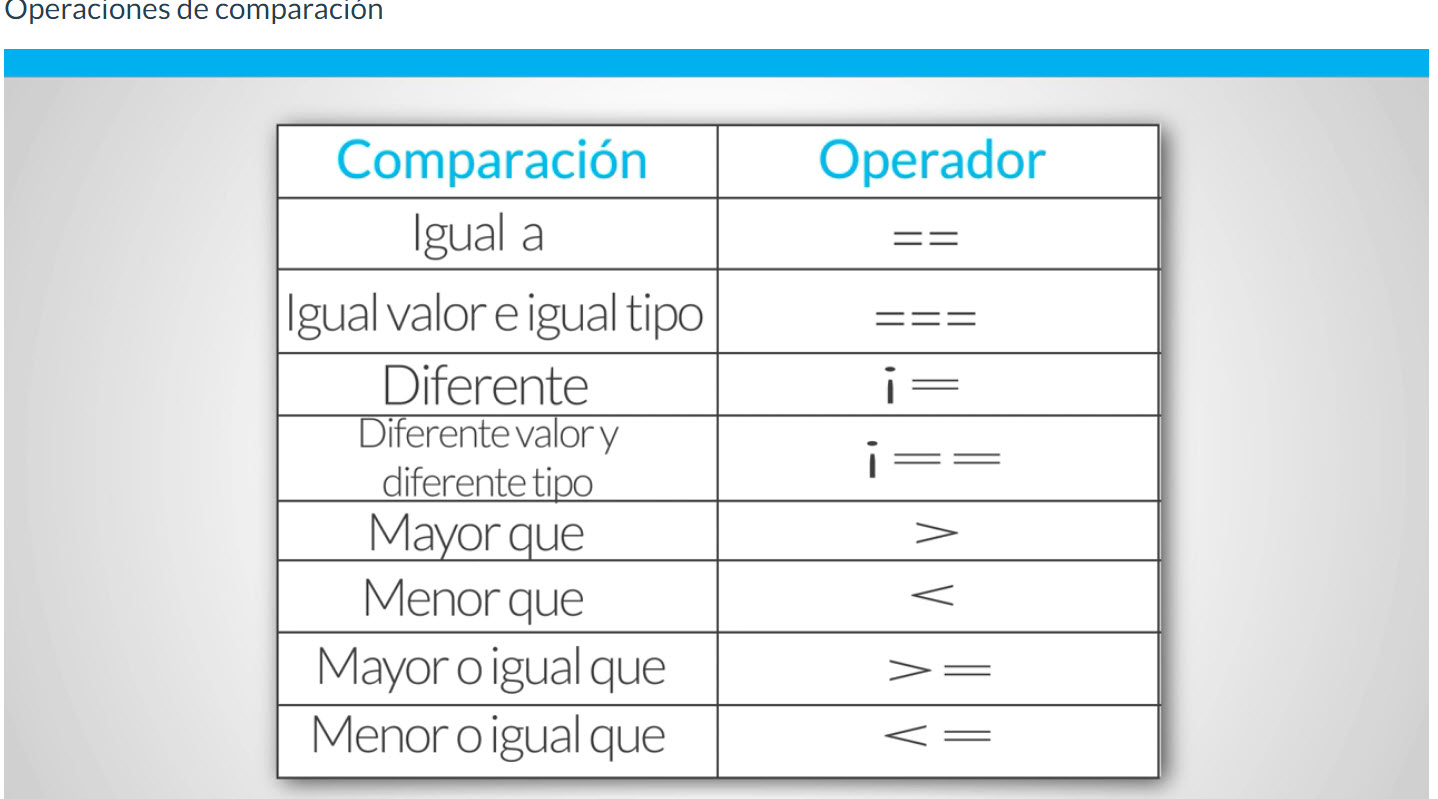 Operaciones de comparación
Comparación Operador
Igual a ==
Igual valor e igual tipo ===
Diferente ¡=
Diferente valor y
diferente tipo ¡==
Mayor que >
Menor que <
Mayor o igual que >=
Menor o igual que <=